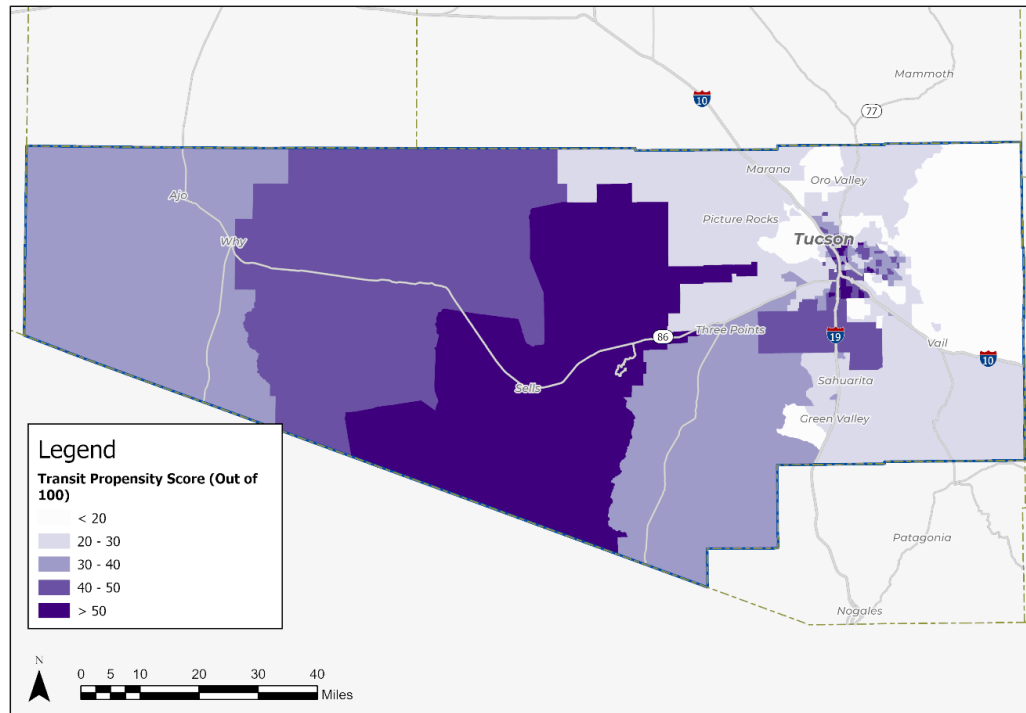 Mammoth
10
77
Marana
Oro Valley
Ajo
Picture Rocks
Why
Tucson
86
Three Points
19
Vail
10
Sells
Sahuarita
Green Valley
Legend
Transit Propensity Score (Out of
100)
< 20
20 - 30
30 - 40
40 - 50
> 50
Patagonia
Nogales
N
0 5 10 20 30 40
Miles